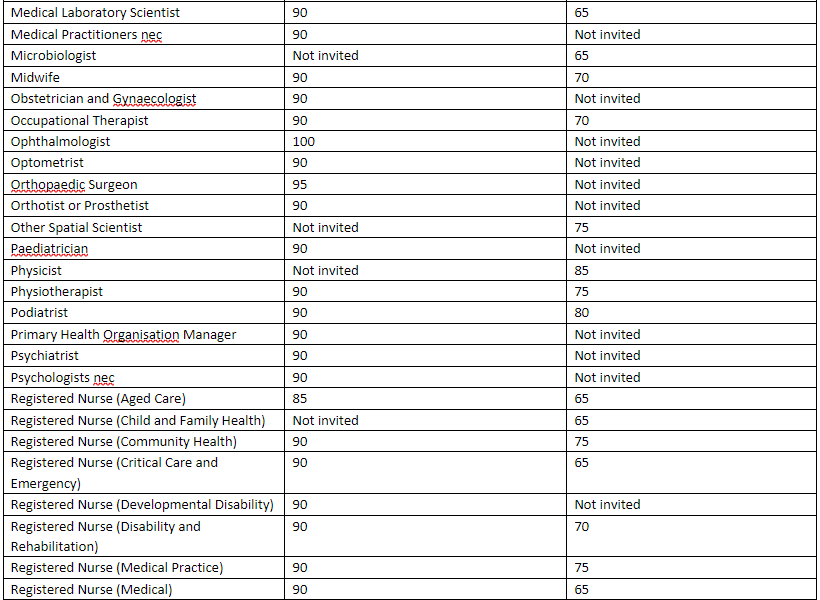 Medical Laboratory Scientist 90 65
Medical Practitioners nec 90 Not invited
Microbiologist Not invited 65
Midwife 90 70
Obstetrician and Gynaecologist 90 Not invited
Occupational Therapist 90 70
Ophthalmologist 100 Not invited
Optometrist 90 Not invited
Orthopaedic Surgeon 95 Not invited
Orthotist or Prosthetist 90 Not invited
Other Spatial Scientist Not invited 75
Paediatrician 90 Not invited
Physicist Not invited 85
Physiotherapist 90 75
Podiatrist 90 80
Primary Health Organisation Manager 90 Not invited
Psychiatrist 90 Not invited
Psychologists nec 90 Not invited
Registered Nurse (Aged Care) 85 65
Registered Nurse (Child and Family Health) Not invited 65
Registered Nurse (Community Health) 90 75
Registered Nurse (Critical Care and 90 65
Emergency)
Registered Nurse (Developmental Disability) 90 Not invited
Registered Nurse (Disability and 90 70
Rehabilitation)
Registered Nurse (Medical Practice) 90 75
Registered Nurse (Medical) 90 65